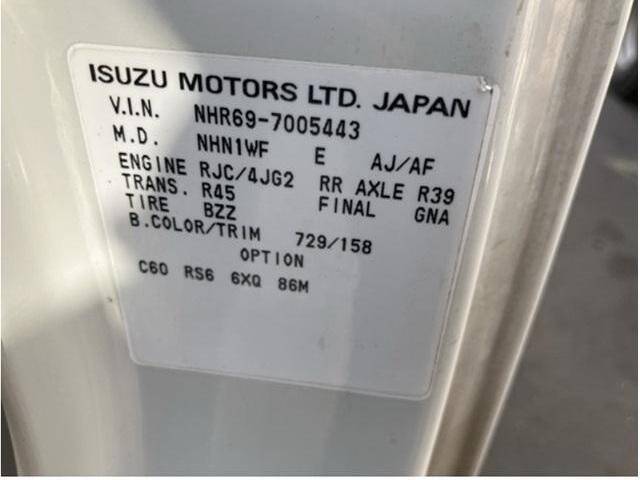 ISUZU MOTORS LTD. JAPAN
V.I.N. NHR69-7005443
M.D. NHN1WF E AJ/AF
ENGINE RJC/4JG2 RR AXLE R39
TRANS. R45 FINAL GNA
TIRE BZZ
B.COLOR/TRIM 729/158
OPTION
C60 RS6 6XQ 86M